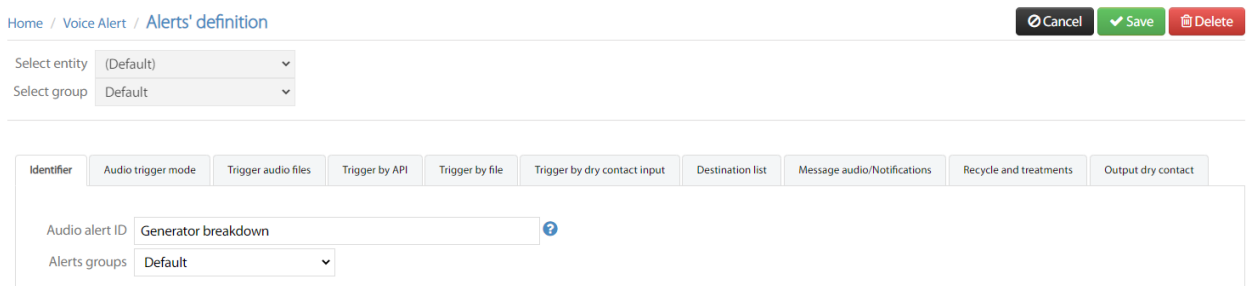 Home / Voice Alert / Alerts' definition
Cancel
Save
Delete
Select entity (Default)
Select group Default
Identifier Audio trigger mode Trigger audio files Trigger by API Trigger by file Trigger by dry contact input Destination list Message audio/Notifications Recycle and treatments Output dry contact
Audio alert ID Generator breakdown ?
Alerts groups Default